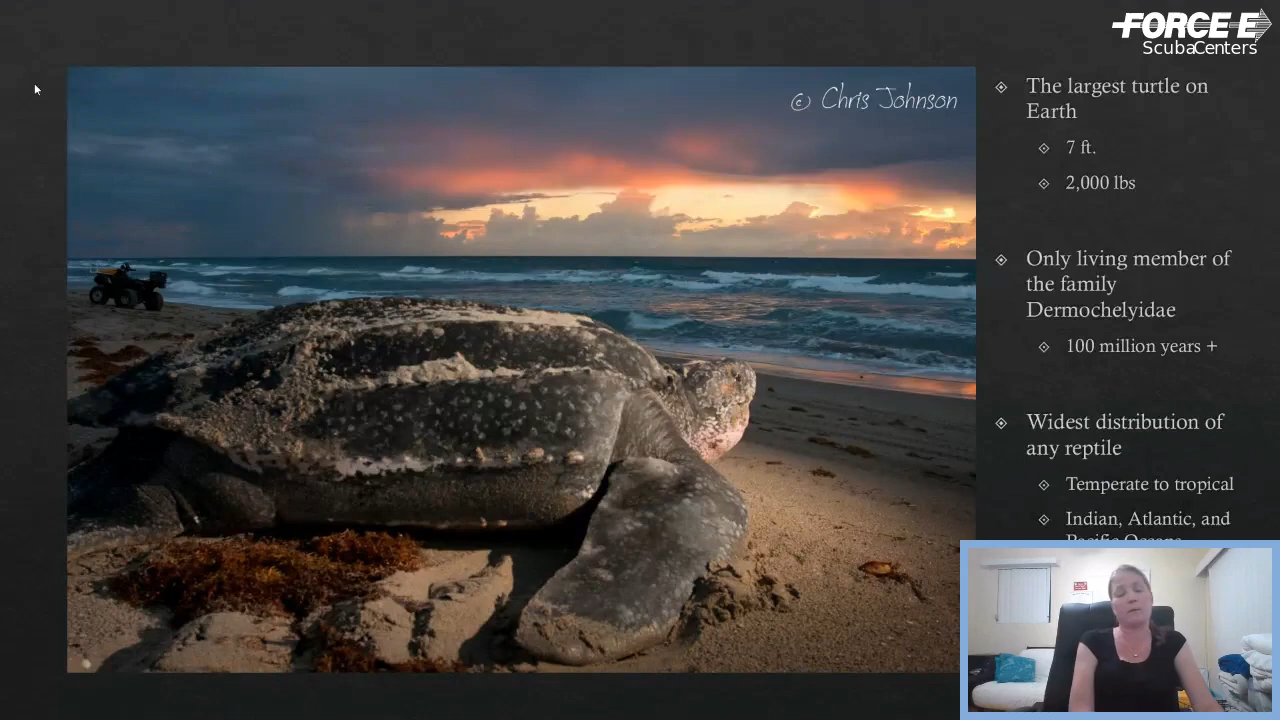 FORCE-E
ScubaCenters
© Chris Johnson
The largest turtle on
Earth
7 ft.
2,000 lbs
Only living member of
the family
Dermochelyidae
100 million years +
Widest distribution of
any reptile
Temperate to tropical
Indian, Atlantic, and
Pacific Oceans